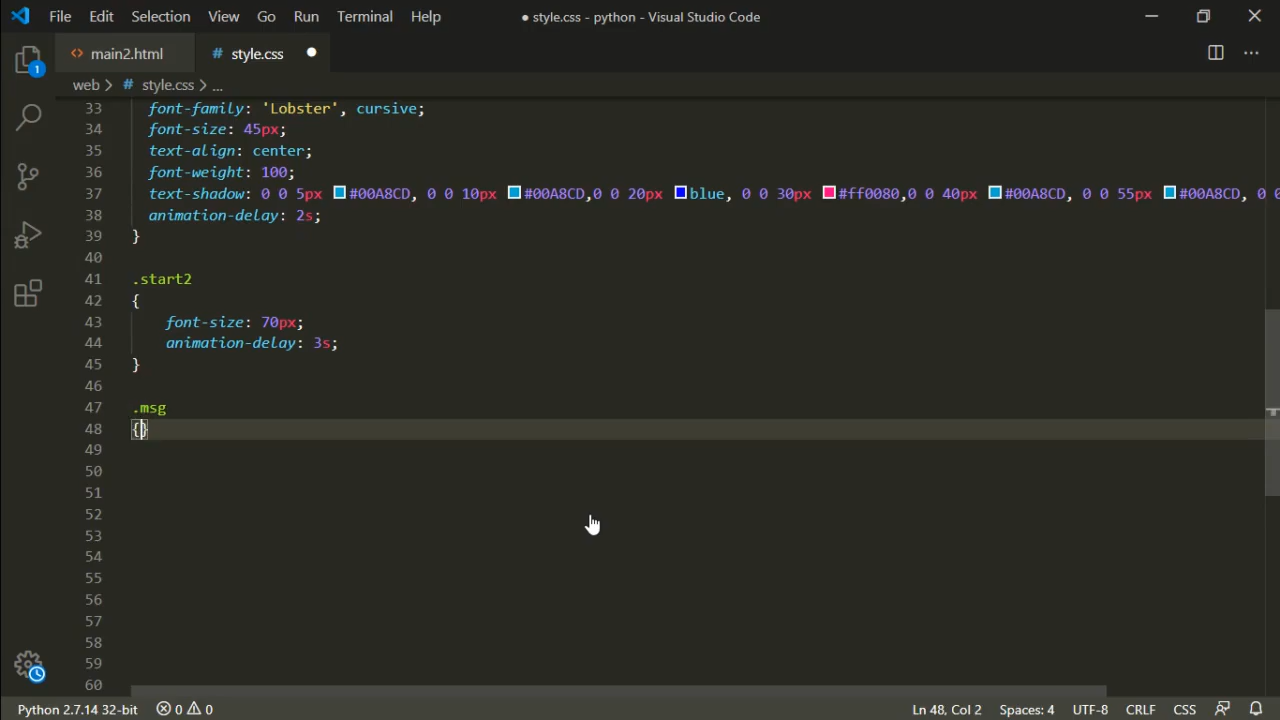 File Edit Selection View Go Run Terminal Help ● style.css - python - Visual Studio Code
<> main2.html # style.css ●
web > # style.css > ...
33 font-family: 'Lobster', cursive;
34 font-size: 45px;
35 text-align: center;
36 font-weight: 100;
37 text-shadow: 0 0 5px #00A8CD, 0 0 10px #00A8CD,0 0 20px blue, 0 0 30px #ff0080,0 0 40px #00A8CD, 0 0 55px #00A8CD, 0 0
38 animation-delay: 2s;
39 }
40
41 .start2
42 {
43 font-size: 70px;
44 animation-delay: 3s;
45 }
46
47 .msg
48 {}
49
50
51
52
53
54
55
56
57
58
59
60
1
Python 2.7.14 32-bit 0 0 Ln 48, Col 2 Spaces: 4 UTF-8 CRLF CSS